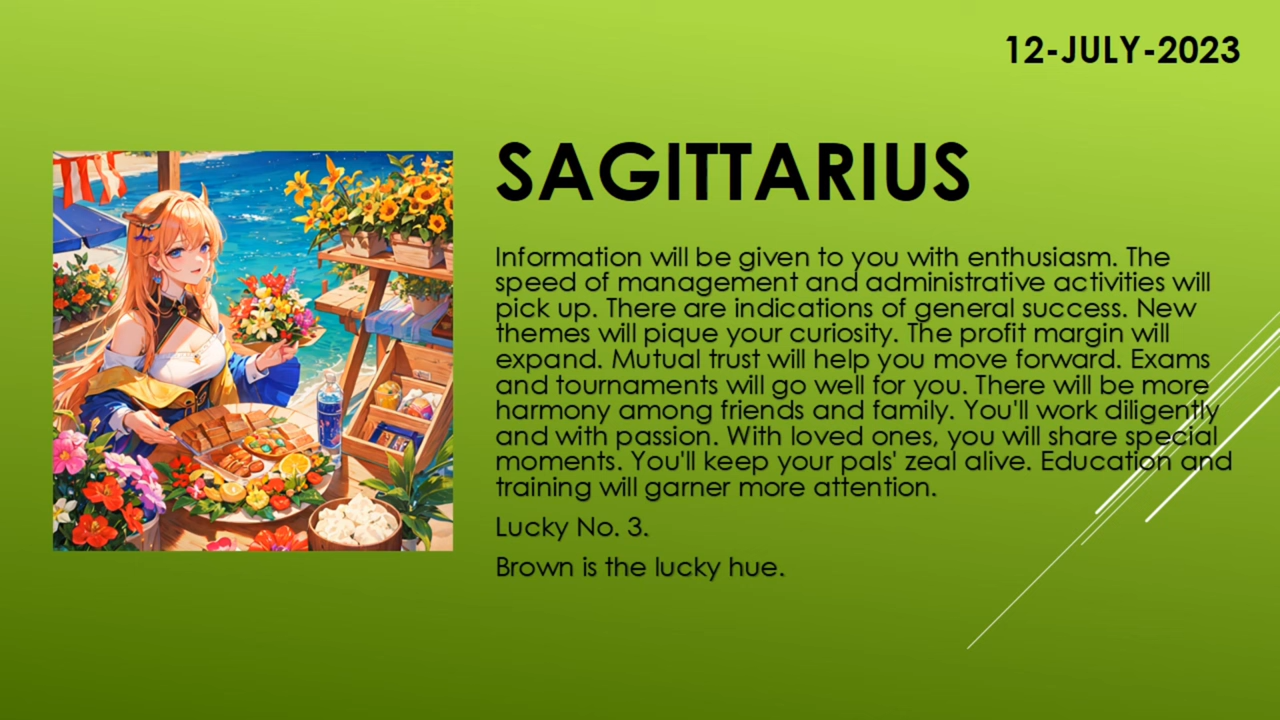 12-JULY-2023
SAGITTARIUS
Information will be given to you with enthusiasm. The
speed of management and administrative activities will
pick up. There are indications of general success. New
themes will pique your curiosity. The profit margin will
expand. Mutual trust will help you move forward. Exams
and tournaments will go well for you. There will be more
harmony among friends and family. You'll work diligently
and with passion. With loved ones, you will share special
moments. You'll keep your pals' zeal alive. Education and
training will garner more attention.
Lucky No. 3.
Brown is the lucky hue.